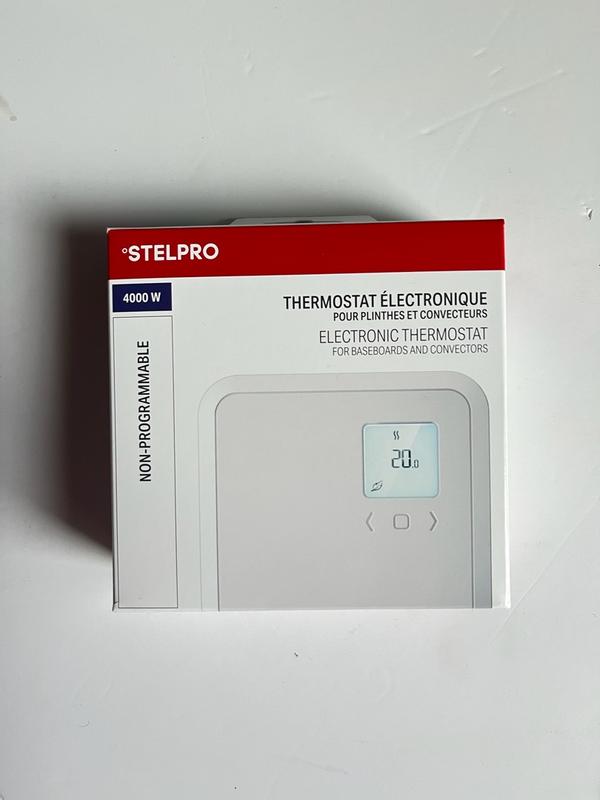 °STELPRO
4000 W
THERMOSTAT ÉLECTRONIQUE
POUR PLINTHES ET CONVECTEURS
ELECTRONIC THERMOSTAT
FOR BASEBOARDS AND CONVECTORS
NON-PROGRAMMABLE
20.0